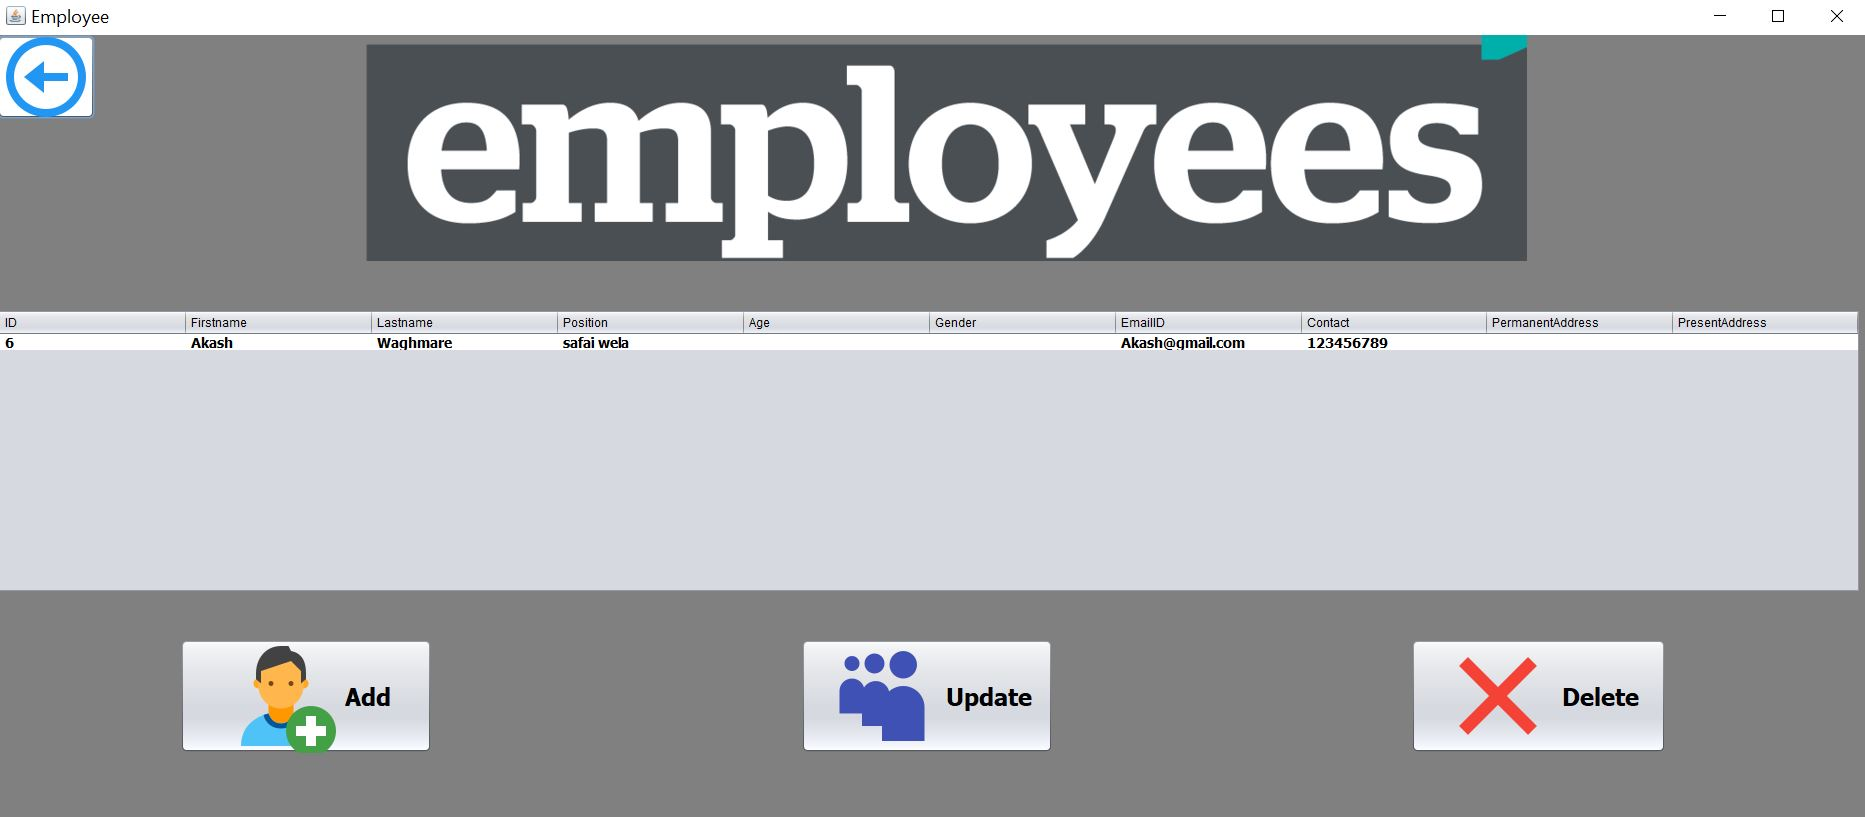 Employee
employees
ID Firstname Lastname Position Age Gender EmailID Contact PermanentAddress PresentAddress
6 Akash Waghmare safai wela Akash@gmail.com 123456789
Add Update Delete